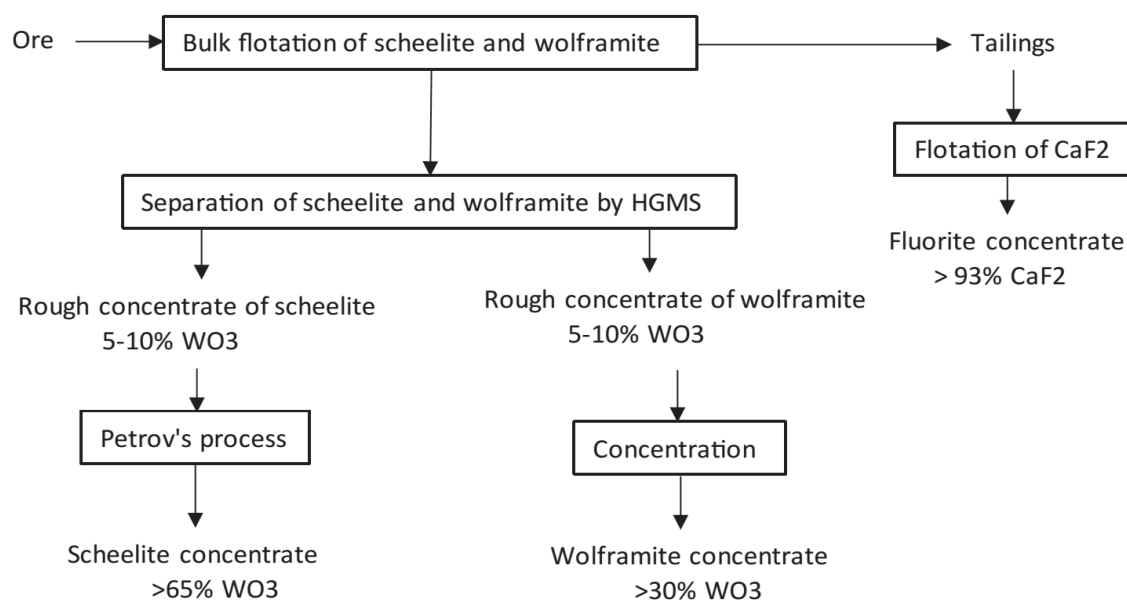 Ore
Bulk flotation of scheelite and wolframite
Tailings
Flotation of CaF2
Separation of scheelite and wolframite by HGMS
Fluorite concentrate
> 93% CaF2
Rough concentrate of scheelite
5-10% WO3
Rough concentrate of wolframite
5-10% WO3
Petrov's process
Concentration
Scheelite concentrate
>65% WO3
Wolframite concentrate
>30% WO3